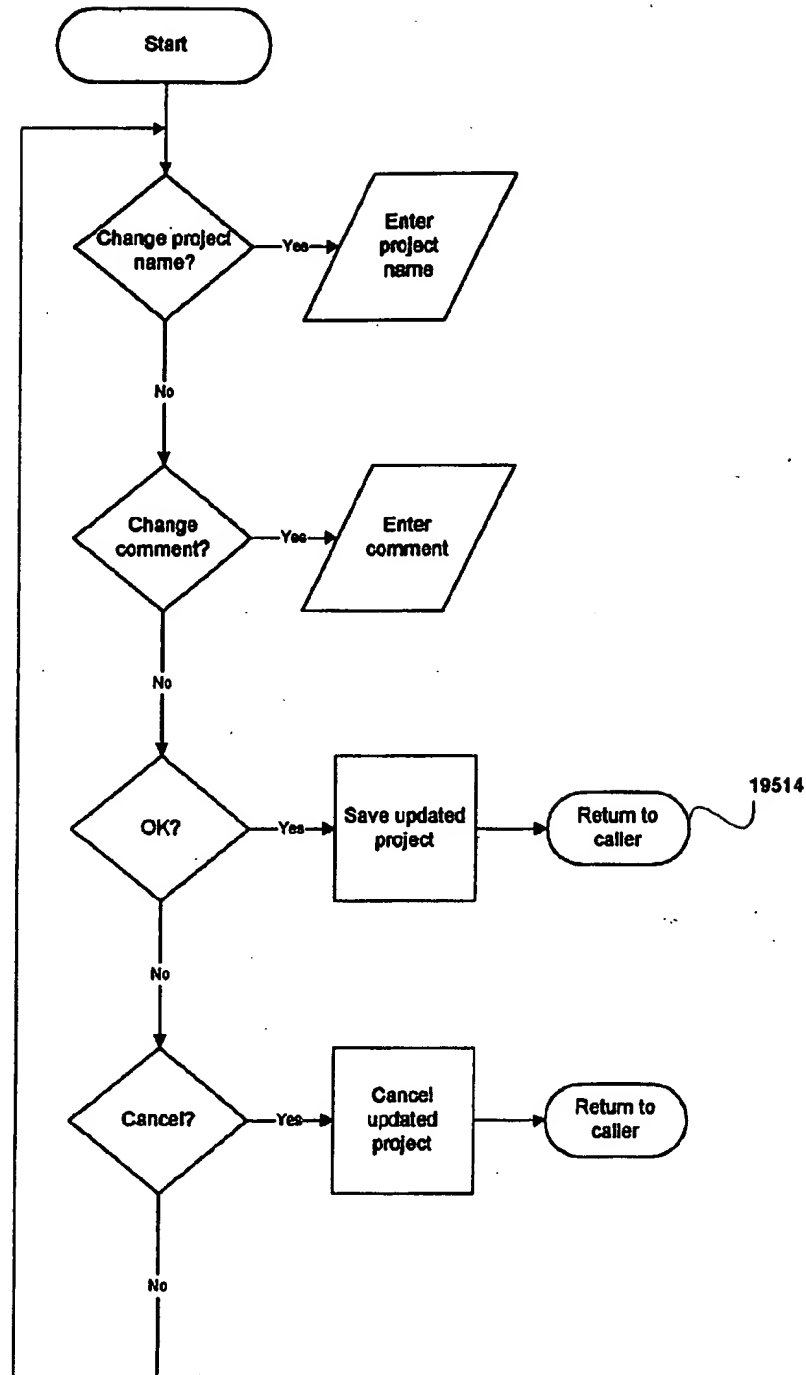 Start
Change project
name?
Yes
Enter
project
name
No
Change
comment?
Yes
Enter
comment
No
OK?
Yes
Save updated
project
Return to
caller
19514
No
Cancel?
Yes
Cancel
updated
project
Return to
caller
No